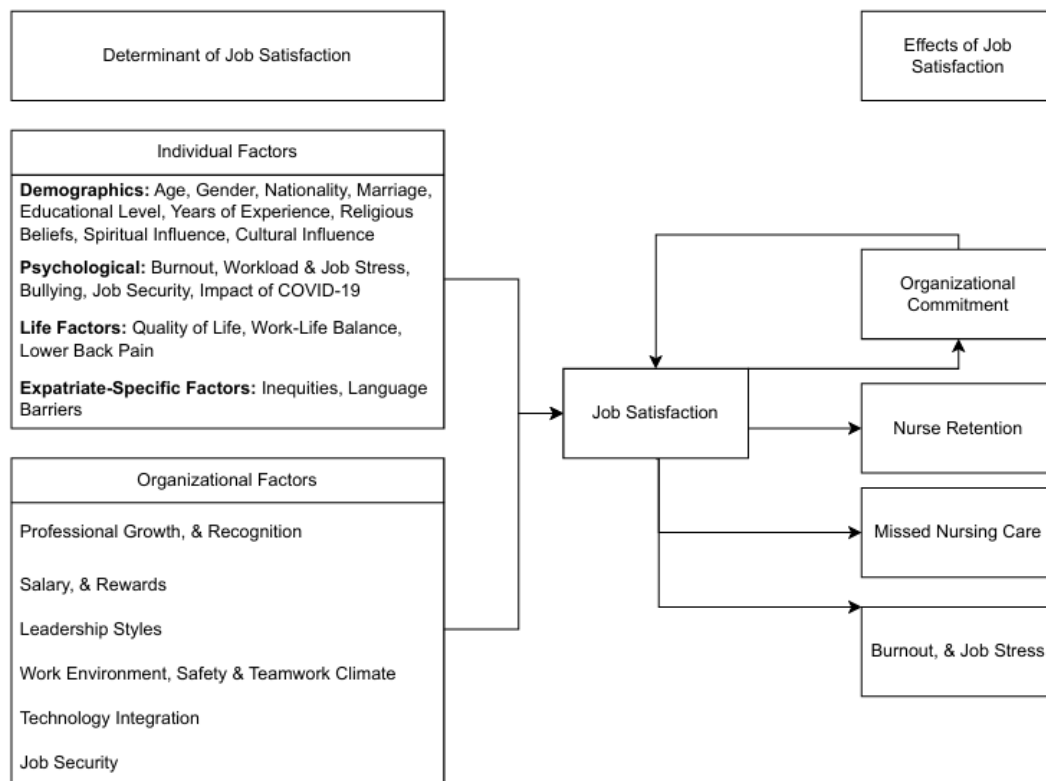 Determinant of Job Satisfaction
Effects of Job
Satisfaction
Individual Factors
Demographics: Age, Gender, Nationality, Marriage,
Educational Level, Years of Experience, Religious
Beliefs, Spiritual Influence, Cultural Influence
Psychological: Burnout, Workload & Job Stress,
Bullying, Job Security, Impact of COVID-19
Life Factors: Quality of Life, Work-Life Balance,
Lower Back Pain
Expatriate-Specific Factors: Inequities, Language
Barriers
Organizational Factors
Professional Growth, & Recognition
Salary, & Rewards
Leadership Styles
Work Environment, Safety & Teamwork Climate
Technology Integration
Job Security
Job Satisfaction
Organizational
Commitment
Nurse Retention
Missed Nursing Care
Burnout, & Job Stress